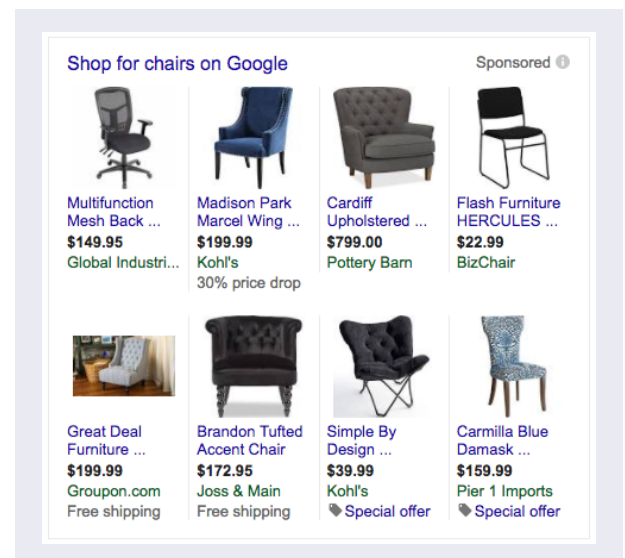 Shop for chairs on Google
Sponsored
Multifunction
Mesh Back ...
$149.95
Global Industri...
Madison Park
Marcel Wing ...
$199.99
Kohl's
30% price drop
Cardiff
Upholstered ...
$799.00
Pottery Barn
Flash Furniture
HERCULES ...
$22.99
BizChair
Great Deal
Furniture ...
$199.99
Groupon.com
Free shipping
Brandon Tufted
Accent Chair
$172.95
Joss & Main
Free shipping
Simple By
Design ...
$39.99
Kohl's
Special offer
Carmilla Blue
Damask ...
$159.99
Pier 1 Imports
Special offer